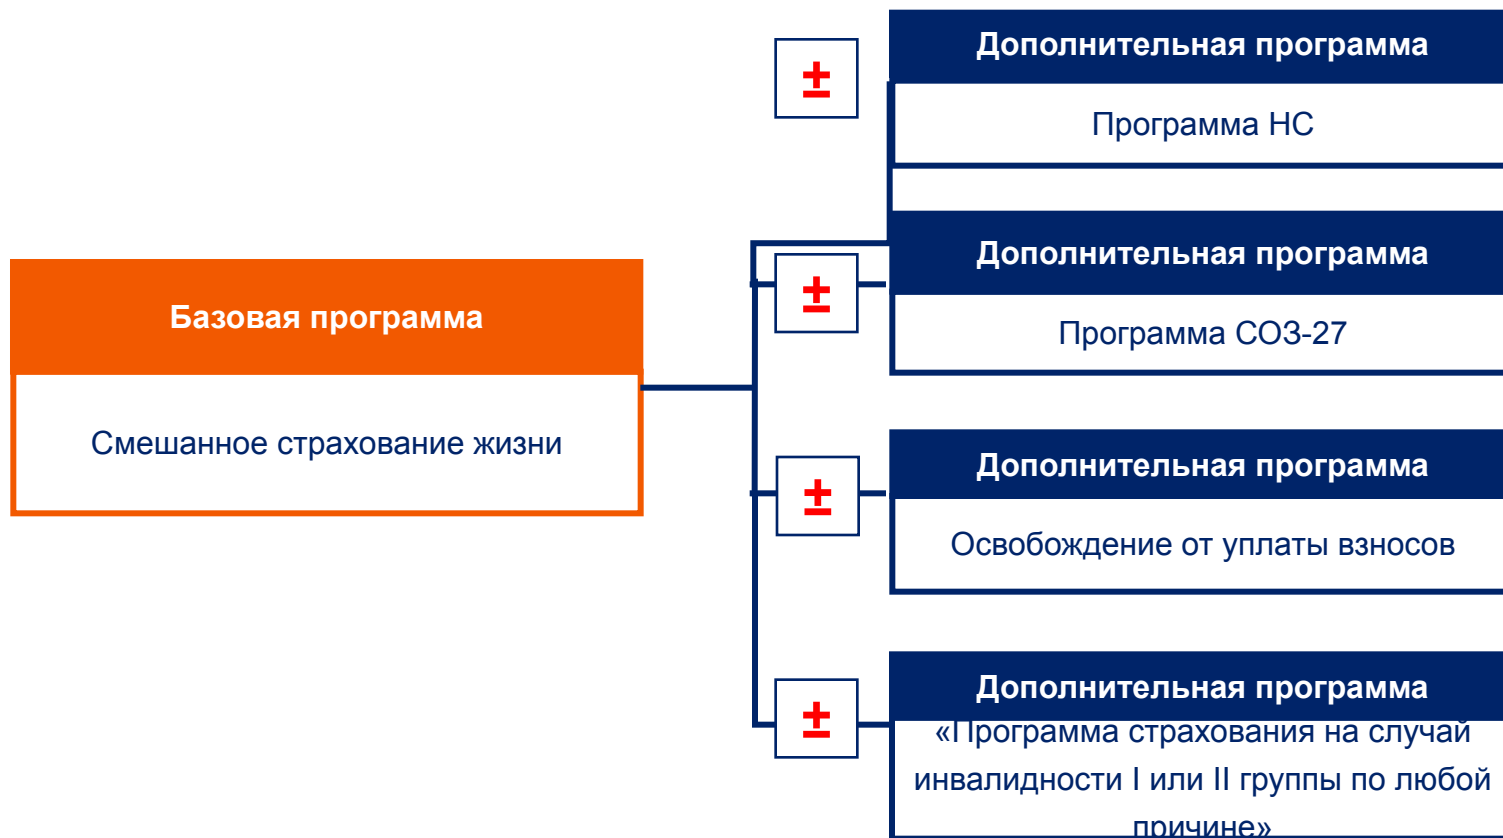 ±
Дополнительная программа
Программа НС
Базовая программа
Смешанное страхование жизни
±
Дополнительная программа
Программа СОЗ-27
±
Дополнительная программа
Освобождение от уплаты взносов
±
Дополнительная программа
«Программа страхования на случай
инвалидности I или II группы по любой
причине»